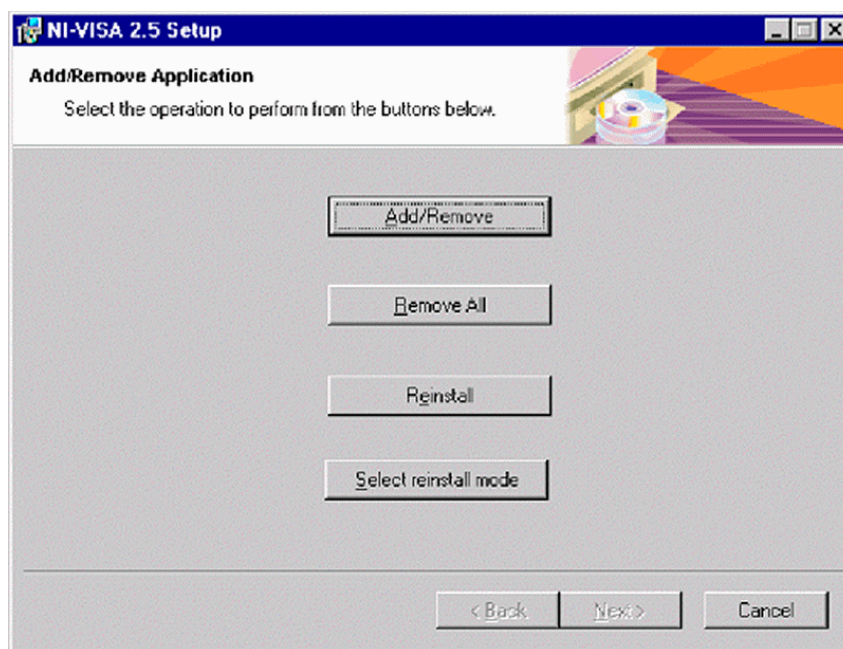 NI-VISA 2.5 Setup
Add/Remove Application
Select the operation to perform from the buttons below.
Add/Remove
Remove All
Reinstall
Select reinstall mode
< Back Next > Cancel